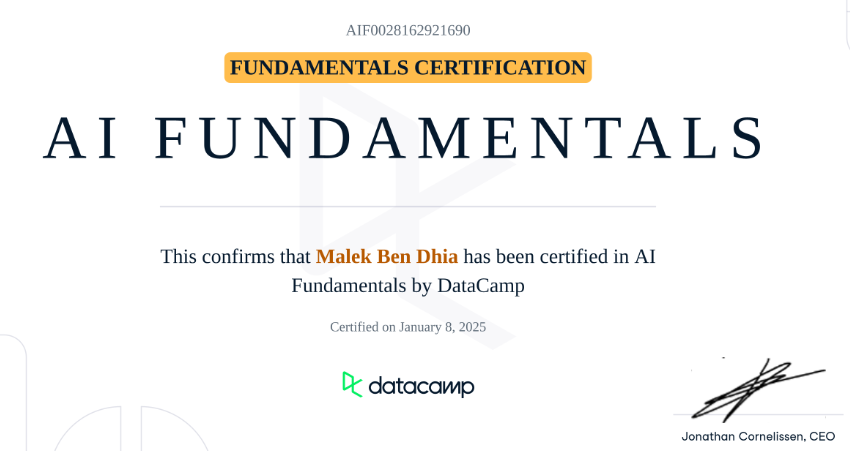 AIF0028162921690
FUNDAMENTALS CERTIFICATION
AI FUNDAMENTALS
This confirms that Malek Ben Dhia has been certified in AI
Fundamentals by DataCamp
Certified on January 8, 2025
datacamp
Jonathan Cornelissen, CEO